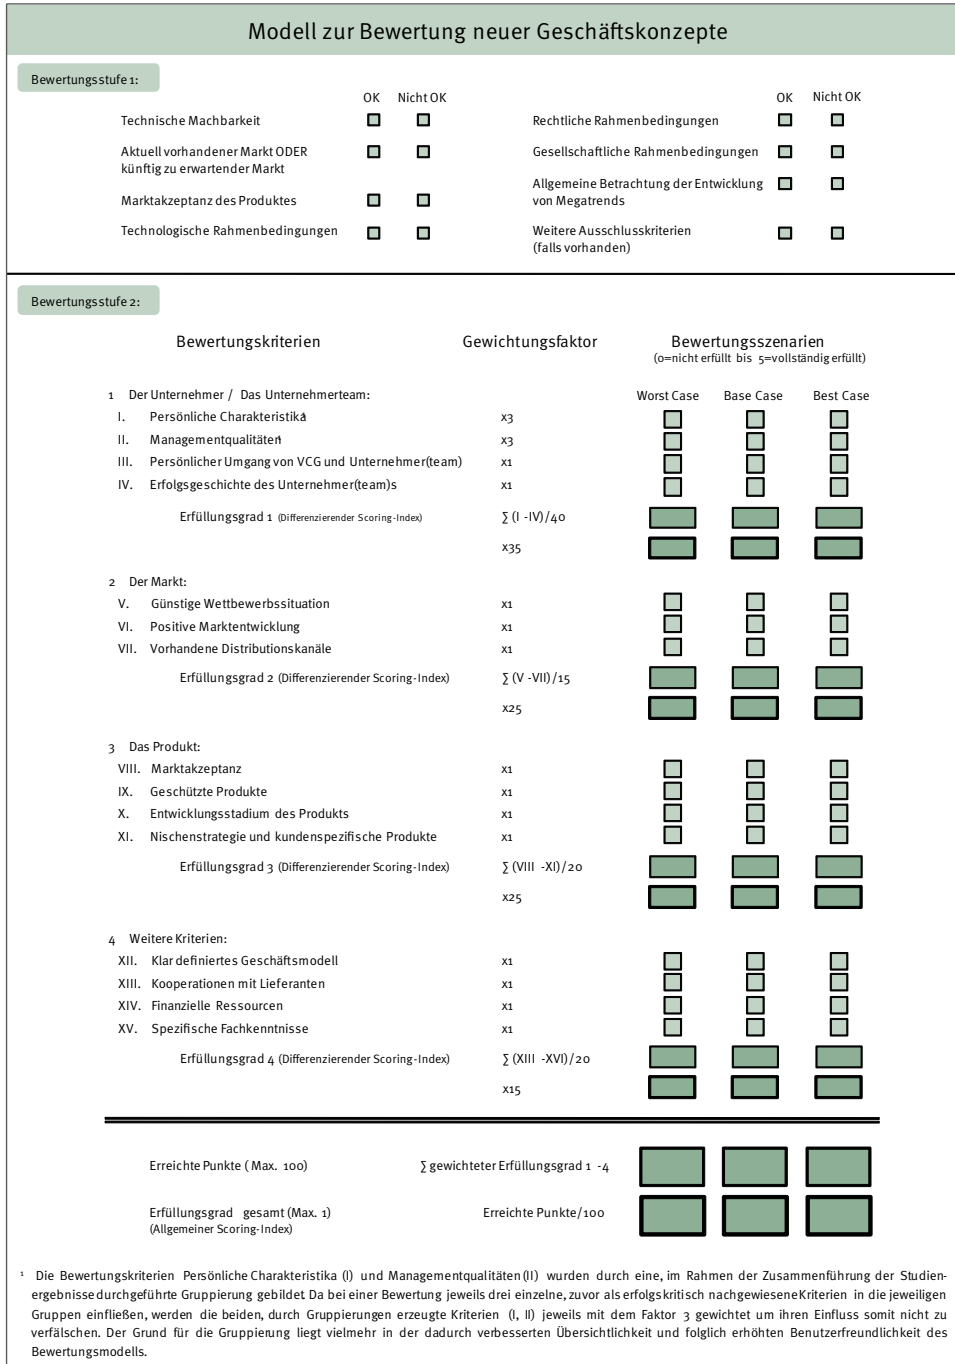 Modell zur Bewertung neuer Geschäftskonzepte
Bewertungsstufe 1:
OK Nicht OK
Technische Machbarkeit
Aktuell vorhandener Markt ODER
künftig zu erwartender Markt
Marktakzeptanz des Produktes
Technologische Rahmenbedingungen
OK Nicht OK
Rechtliche Rahmenbedingungen
Gesellschaftliche Rahmenbedingungen
Allgemeine Betrachtung der Entwicklung
von Megatrends
Weitere Ausschlusskriterien
(falls vorhanden)
Bewertungsstufe 2:
Bewertungskriterien Gewichtungsfaktor Bewertungsszenarien
(0=nicht erfüllt bis 5=vollständig erfüllt)
1 Der Unternehmer / Das Unternehmerteam: Worst Case Base Case Best Case
I. Persönliche Charakteristika¹ x3
II. Managementqualitäten¹ x3
III. Persönlicher Umgang von VCG und Unternehmer(team) x1
IV. Erfolgsgeschichte des Unternehmer(team)s x1
Erfüllungsgrad 1 (Differenzierender Scoring-Index) ∑ (I -IV)/40
x35
2 Der Markt:
V. Günstige Wettbewerbssituation x1
VI. Positive Marktentwicklung x1
VII. Vorhandene Distributionskanäle x1
Erfüllungsgrad 2 (Differenzierender Scoring-Index) ∑ (V -VII)/15
x25
3 Das Produkt:
VIII. Marktakzeptanz x1
IX. Geschützte Produkte x1
X. Entwicklungsstadium des Produkts x1
XI. Nischenstrategie und kundenspezifische Produkte x1
Erfüllungsgrad 3 (Differenzierender Scoring-Index) ∑ (VIII -XI)/20
x25
4 Weitere Kriterien:
XII. Klar definiertes Geschäftsmodell x1
XIII. Kooperationen mit Lieferanten x1
XIV. Finanzielle Ressourcen x1
XV. Spezifische Fachkenntnisse x1
Erfüllungsgrad 4 (Differenzierender Scoring-Index) ∑ (XIII -XVI)/20
x15
Erreichte Punkte ( Max. 100) ∑ gewichteter Erfüllungsgrad 1 -4
Erfüllungsgrad gesamt (Max. 1) Erreichte Punkte/100
(Allgemeiner Scoring-Index)
¹ Die Bewertungskriterien Persönliche Charakteristika (I) und Managementqualitäten (II) wurden durch eine, im Rahmen der Zusammenführung der Studien-
ergebnisse durchgeführte Gruppierung gebildet. Da bei einer Bewertung jeweils drei einzelne, zuvor als erfolgskritisch nachgewiesene Kriterien in die jeweiligen
Gruppen einfließen, werden die beiden, durch Gruppierungen erzeugte Kriterien (I, II) jeweils mit dem Faktor 3 gewichtet um ihren Einfluss somit nicht zu
verfälschen. Der Grund für die Gruppierung liegt vielmehr in der dadurch verbesserten Übersichtlichkeit und folglich erhöhten Benutzerfreundlichkeit des
Bewertungsmodells.